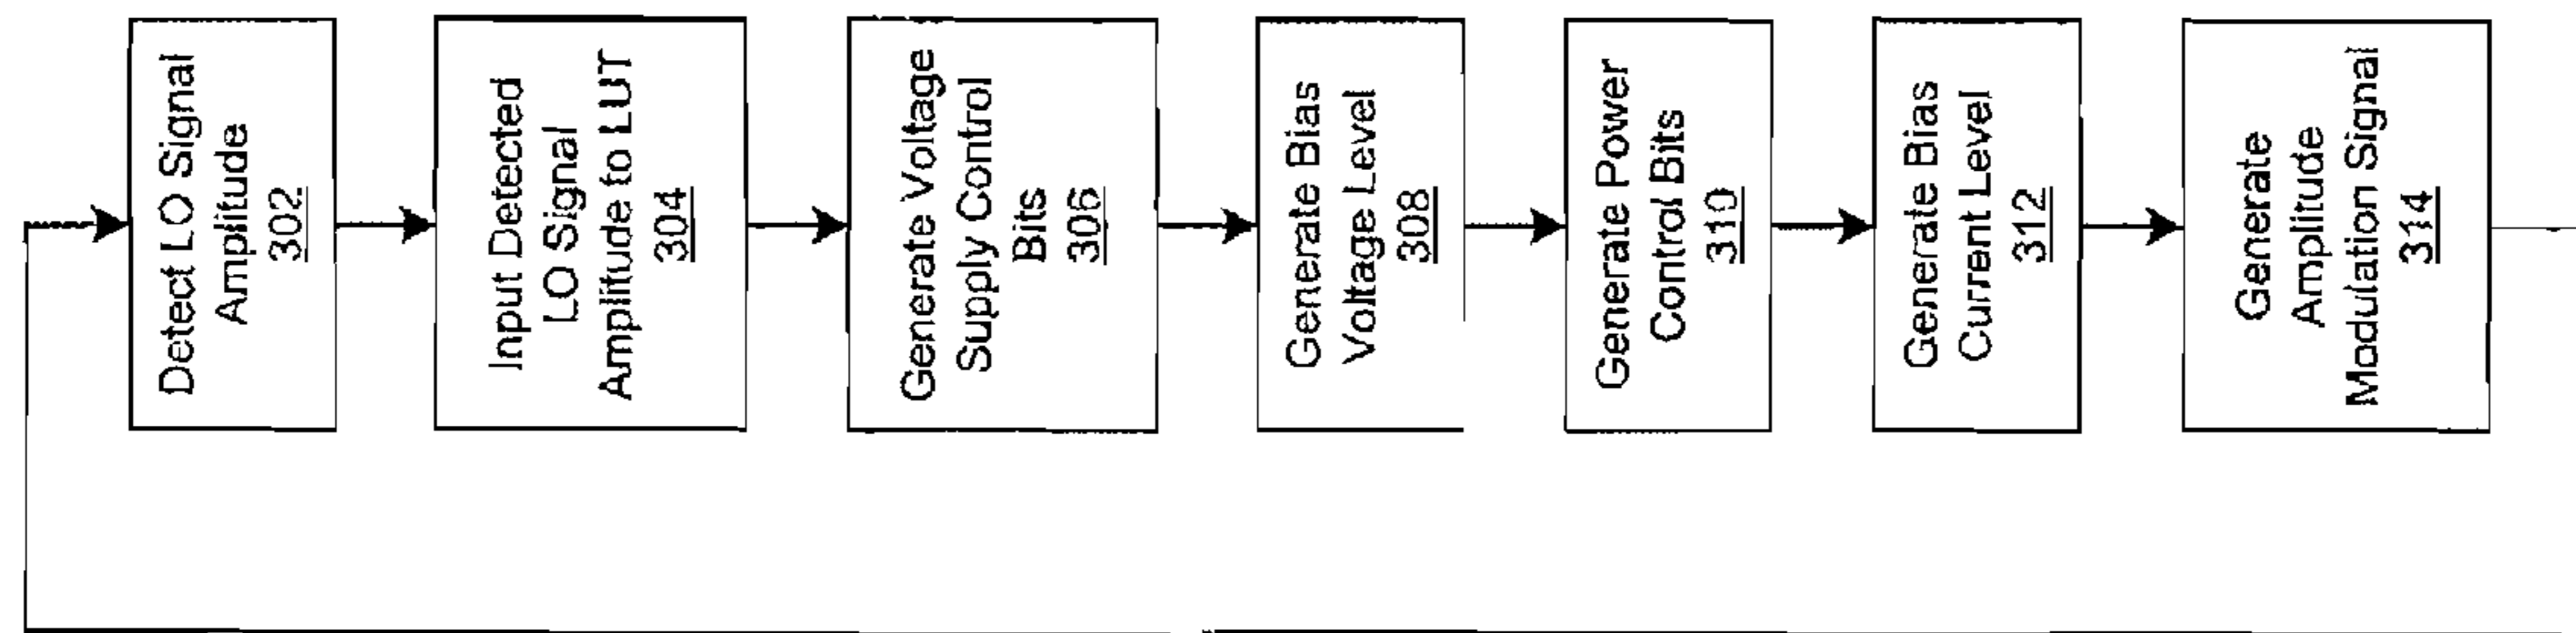 Detect LO Signal
Amplitude
302
Input Detected
LO Signal
Amplitude to LUT
304
Generate Voltage
Supply Control
Bits
306
Generate Bias
Voltage Level
308
Generate Power
Control Bits
310
Generate Bias
Current Level
312
Generate
Amplitude
Modulation Signal
314